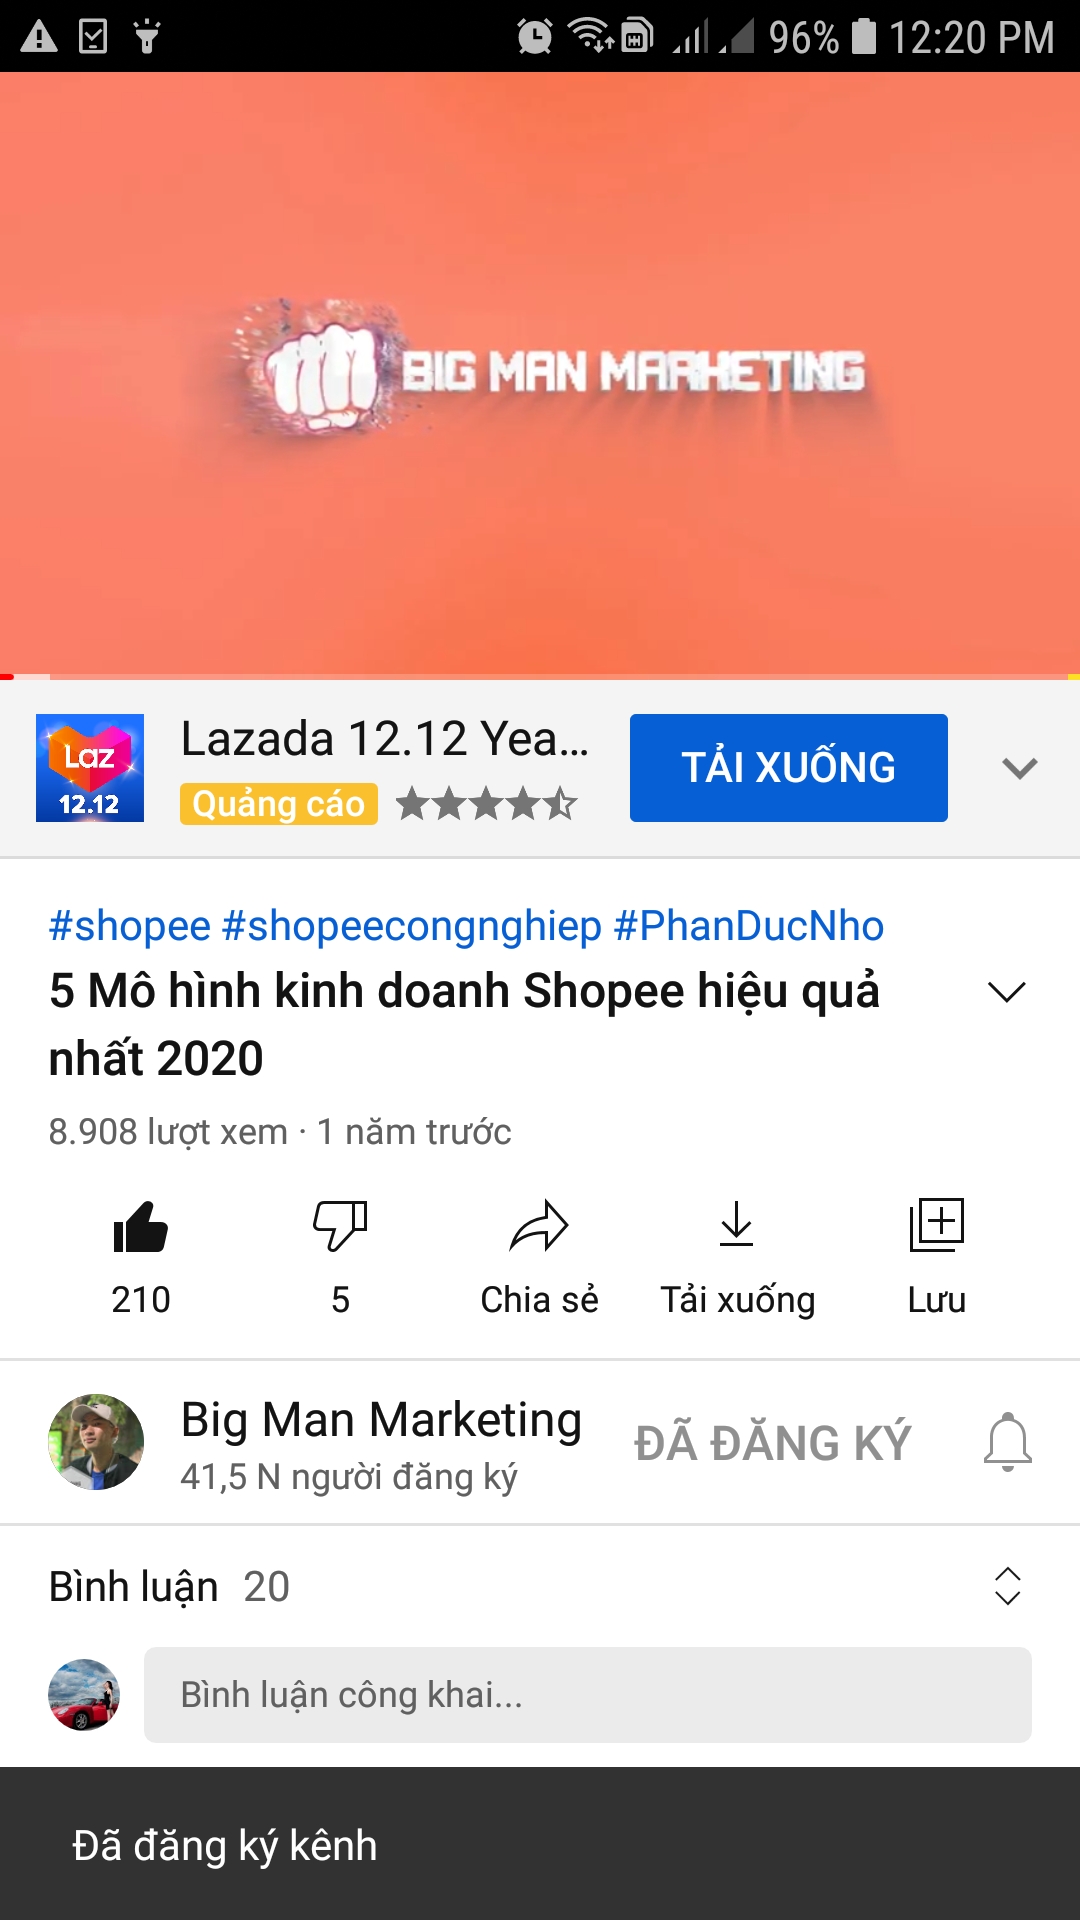 96% 12:20 PM
BIG MAN MARKETING
Laz
12.12
Lazada 12.12 Yea...
Quảng cáo
TẢI XUỐNG
#shopee #shopeecongnghiep #PhanDucNho
5 Mô hình kinh doanh Shopee hiệu quả
nhất 2020
8.908 lượt xem · 1 năm trước
210
5
Chia sẻ
Tải xuống
Lưu
Big Man Marketing
41,5 N người đăng ký
ĐÃ ĐĂNG KÝ
Bình luận 20
Bình luận công khai...
Đã đăng ký kênh